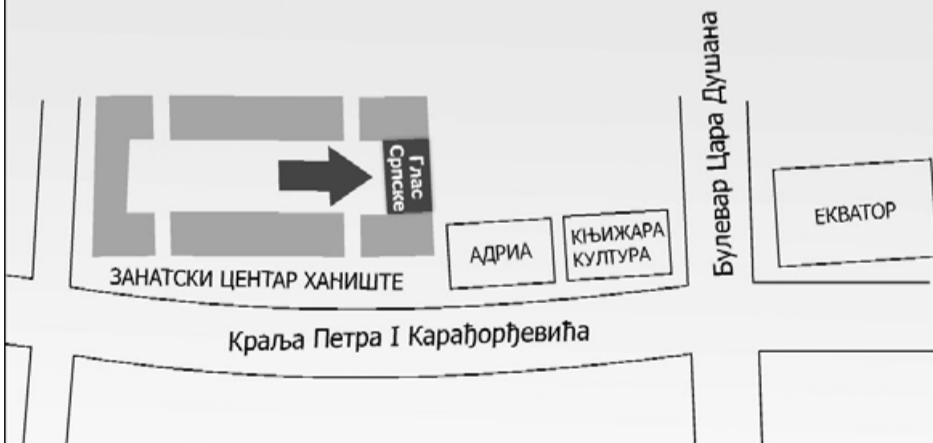 Булевар Цара Душана
Глас
Српске
АДРИА
КЊИЖАРА
КУЛТУРА
ЕКВАТОР
ЗАНАТСКИ ЦЕНТАР ХАНИШТЕ
Краља Петра I Карађорђевића